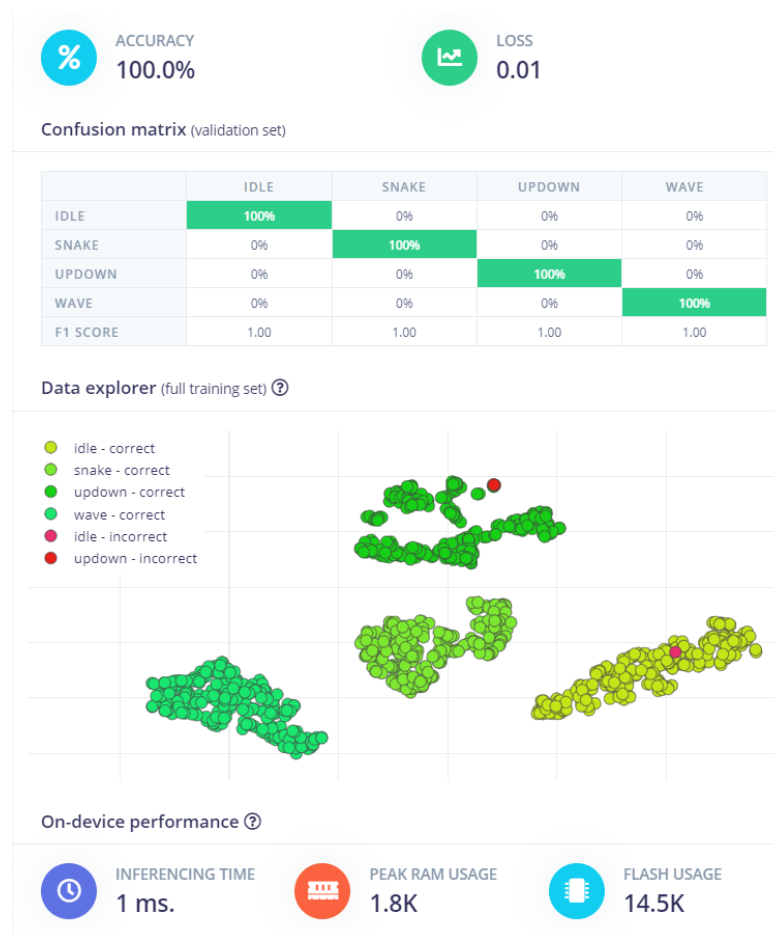 ACCURACY
100.0%
LOSS
0.01
Confusion matrix (validation set)
IDLE SNAKE UPDOWN WAVE
IDLE 100% 0% 0% 0%
SNAKE 0% 100% 0% 0%
UPDOWN 0% 0% 100% 0%
WAVE 0% 0% 0% 100%
F1 SCORE 1.00 1.00 1.00 1.00
Data explorer (full training set)
idle - correct
snake - correct
updown - correct
wave - correct
idle - incorrect
updown - incorrect
On-device performance
INFERENCING TIME
1 ms.
PEAK RAM USAGE
1.8K
FLASH USAGE
14.5K